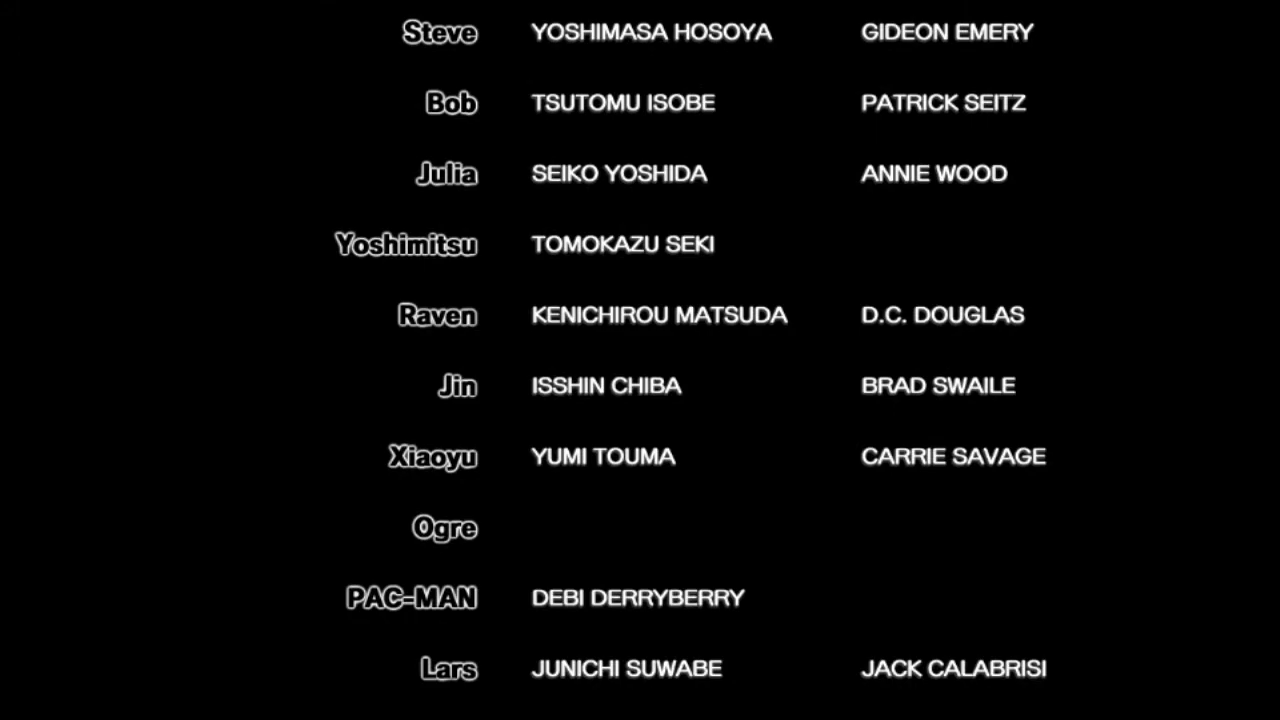 Steve YOSHIMASA HOSOYA GIDEON EMERY
Bob TSUTOMU ISOBE PATRICK SEITZ
Julia SEIKO YOSHIDA ANNIE WOOD
Yoshimitsu TOMOKAZU SEKI
Raven KENICHIROU MATSUDA D.C. DOUGLAS
Jin ISSHIN CHIBA BRAD SWAILE
Xiaoyu YUMI TOUMA CARRIE SAVAGE
Ogre
PAC-MAN DEBI DERRYBERRY
Lars JUNICHI SUWABE JACK CALABRISI